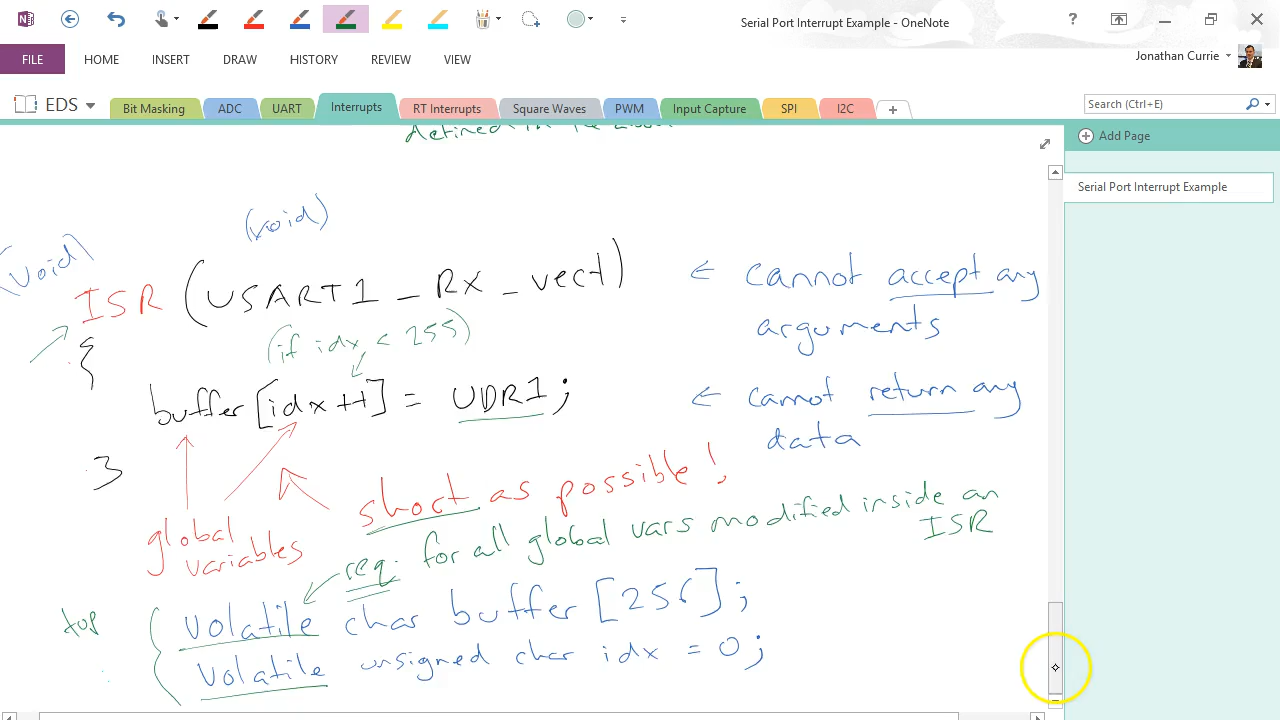 Serial Port Interrupt Example - OneNote
?
Jonathan Currie
FILE HOME INSERT DRAW HISTORY REVIEW VIEW
EDS Bit Masking ADC UART Interrupts RT Interrupts Square Waves PWM Input Capture SPI I2C +
Search (Ctrl+E)
Add Page
Serial Port Interrupt Example
defined in
(void)
(void)
ISR (USART1_RX_vect) ← cannot accept any
arguments
{
(if idx < 255)
buffer[idx++] = UDR1; ← cannot return any
data
}
short as possible!
global
variables
req. for all global vars modified inside an
ISR
top { volatile char buffer [256];
volatile unsigned char idx = 0;